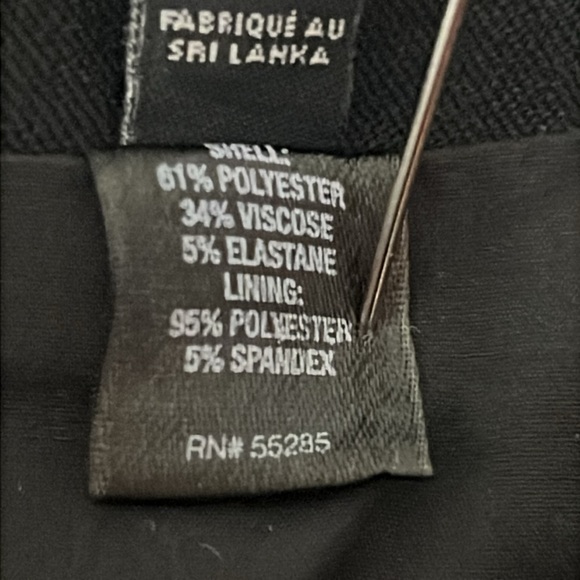 FABRIQUÉ AU
SRI LANKA
SHELL:
61% POLYESTER
34% VISCOSE
5% ELASTANE
LINING:
95% POLYESTER
5% SPANDEX
RN# 55285